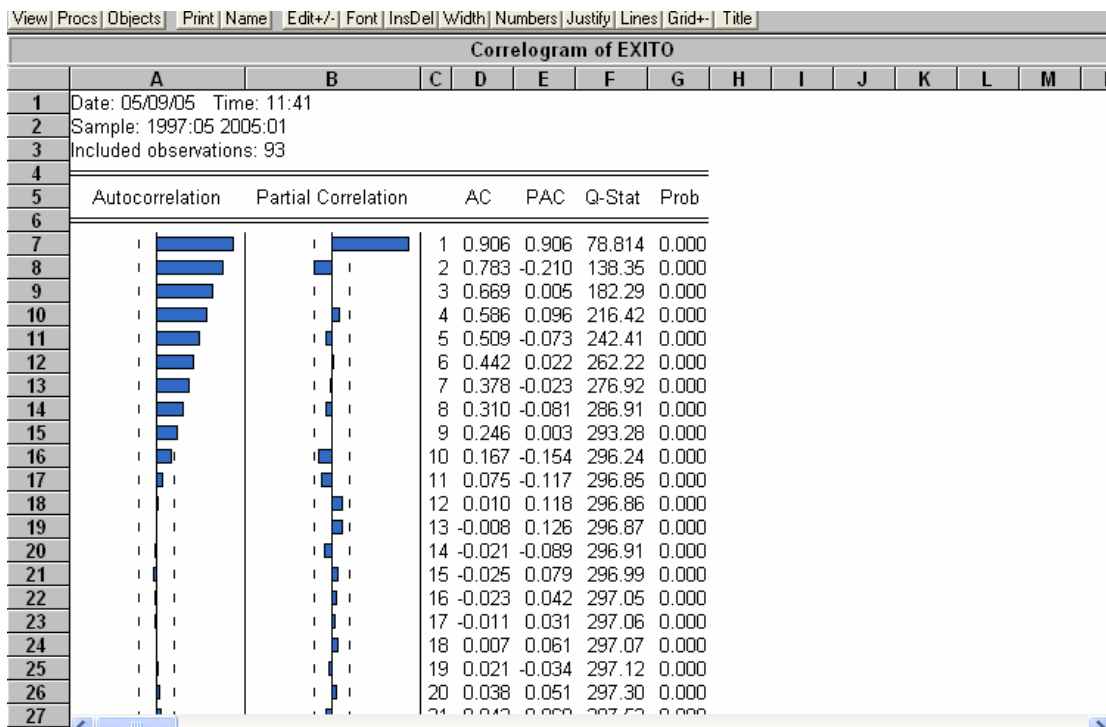 View Procs Objects Print Name Edit+/- Font InsDel Width Numbers Justify Lines Grid+- Title
Correlogram of EXITO
A B C D E F G H I J K L M
1 Date: 05/09/05 Time: 11:41
2 Sample: 1997:05 2005:01
3 Included observations: 93
4
5 Autocorrelation Partial Correlation AC PAC Q-Stat Prob
6
7 1 0.906 0.906 78.814 0.000
8 2 0.783 -0.210 138.35 0.000
9 3 0.669 0.005 182.29 0.000
10 4 0.586 0.096 216.42 0.000
11 5 0.509 -0.073 242.41 0.000
12 6 0.442 0.022 262.22 0.000
13 7 0.378 -0.023 276.92 0.000
14 8 0.310 -0.081 286.91 0.000
15 9 0.246 0.003 293.28 0.000
16 10 0.167 -0.154 296.24 0.000
17 11 0.075 -0.117 296.85 0.000
18 12 0.010 0.118 296.86 0.000
19 13 -0.008 0.126 296.87 0.000
20 14 -0.021 -0.089 296.91 0.000
21 15 -0.025 0.079 296.99 0.000
22 16 -0.023 0.042 297.05 0.000
23 17 -0.011 0.031 297.06 0.000
24 18 0.007 0.061 297.07 0.000
25 19 0.021 -0.034 297.12 0.000
26 20 0.038 0.051 297.30 0.000
27